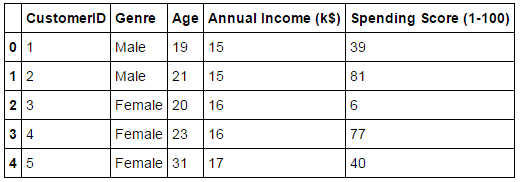 CustomerID Genre Age Annual Income (k$) Spending Score (1-100)
0 1 Male 19 15 39
1 2 Male 21 15 81
2 3 Female 20 16 6
3 4 Female 23 16 77
4 5 Female 31 17 40